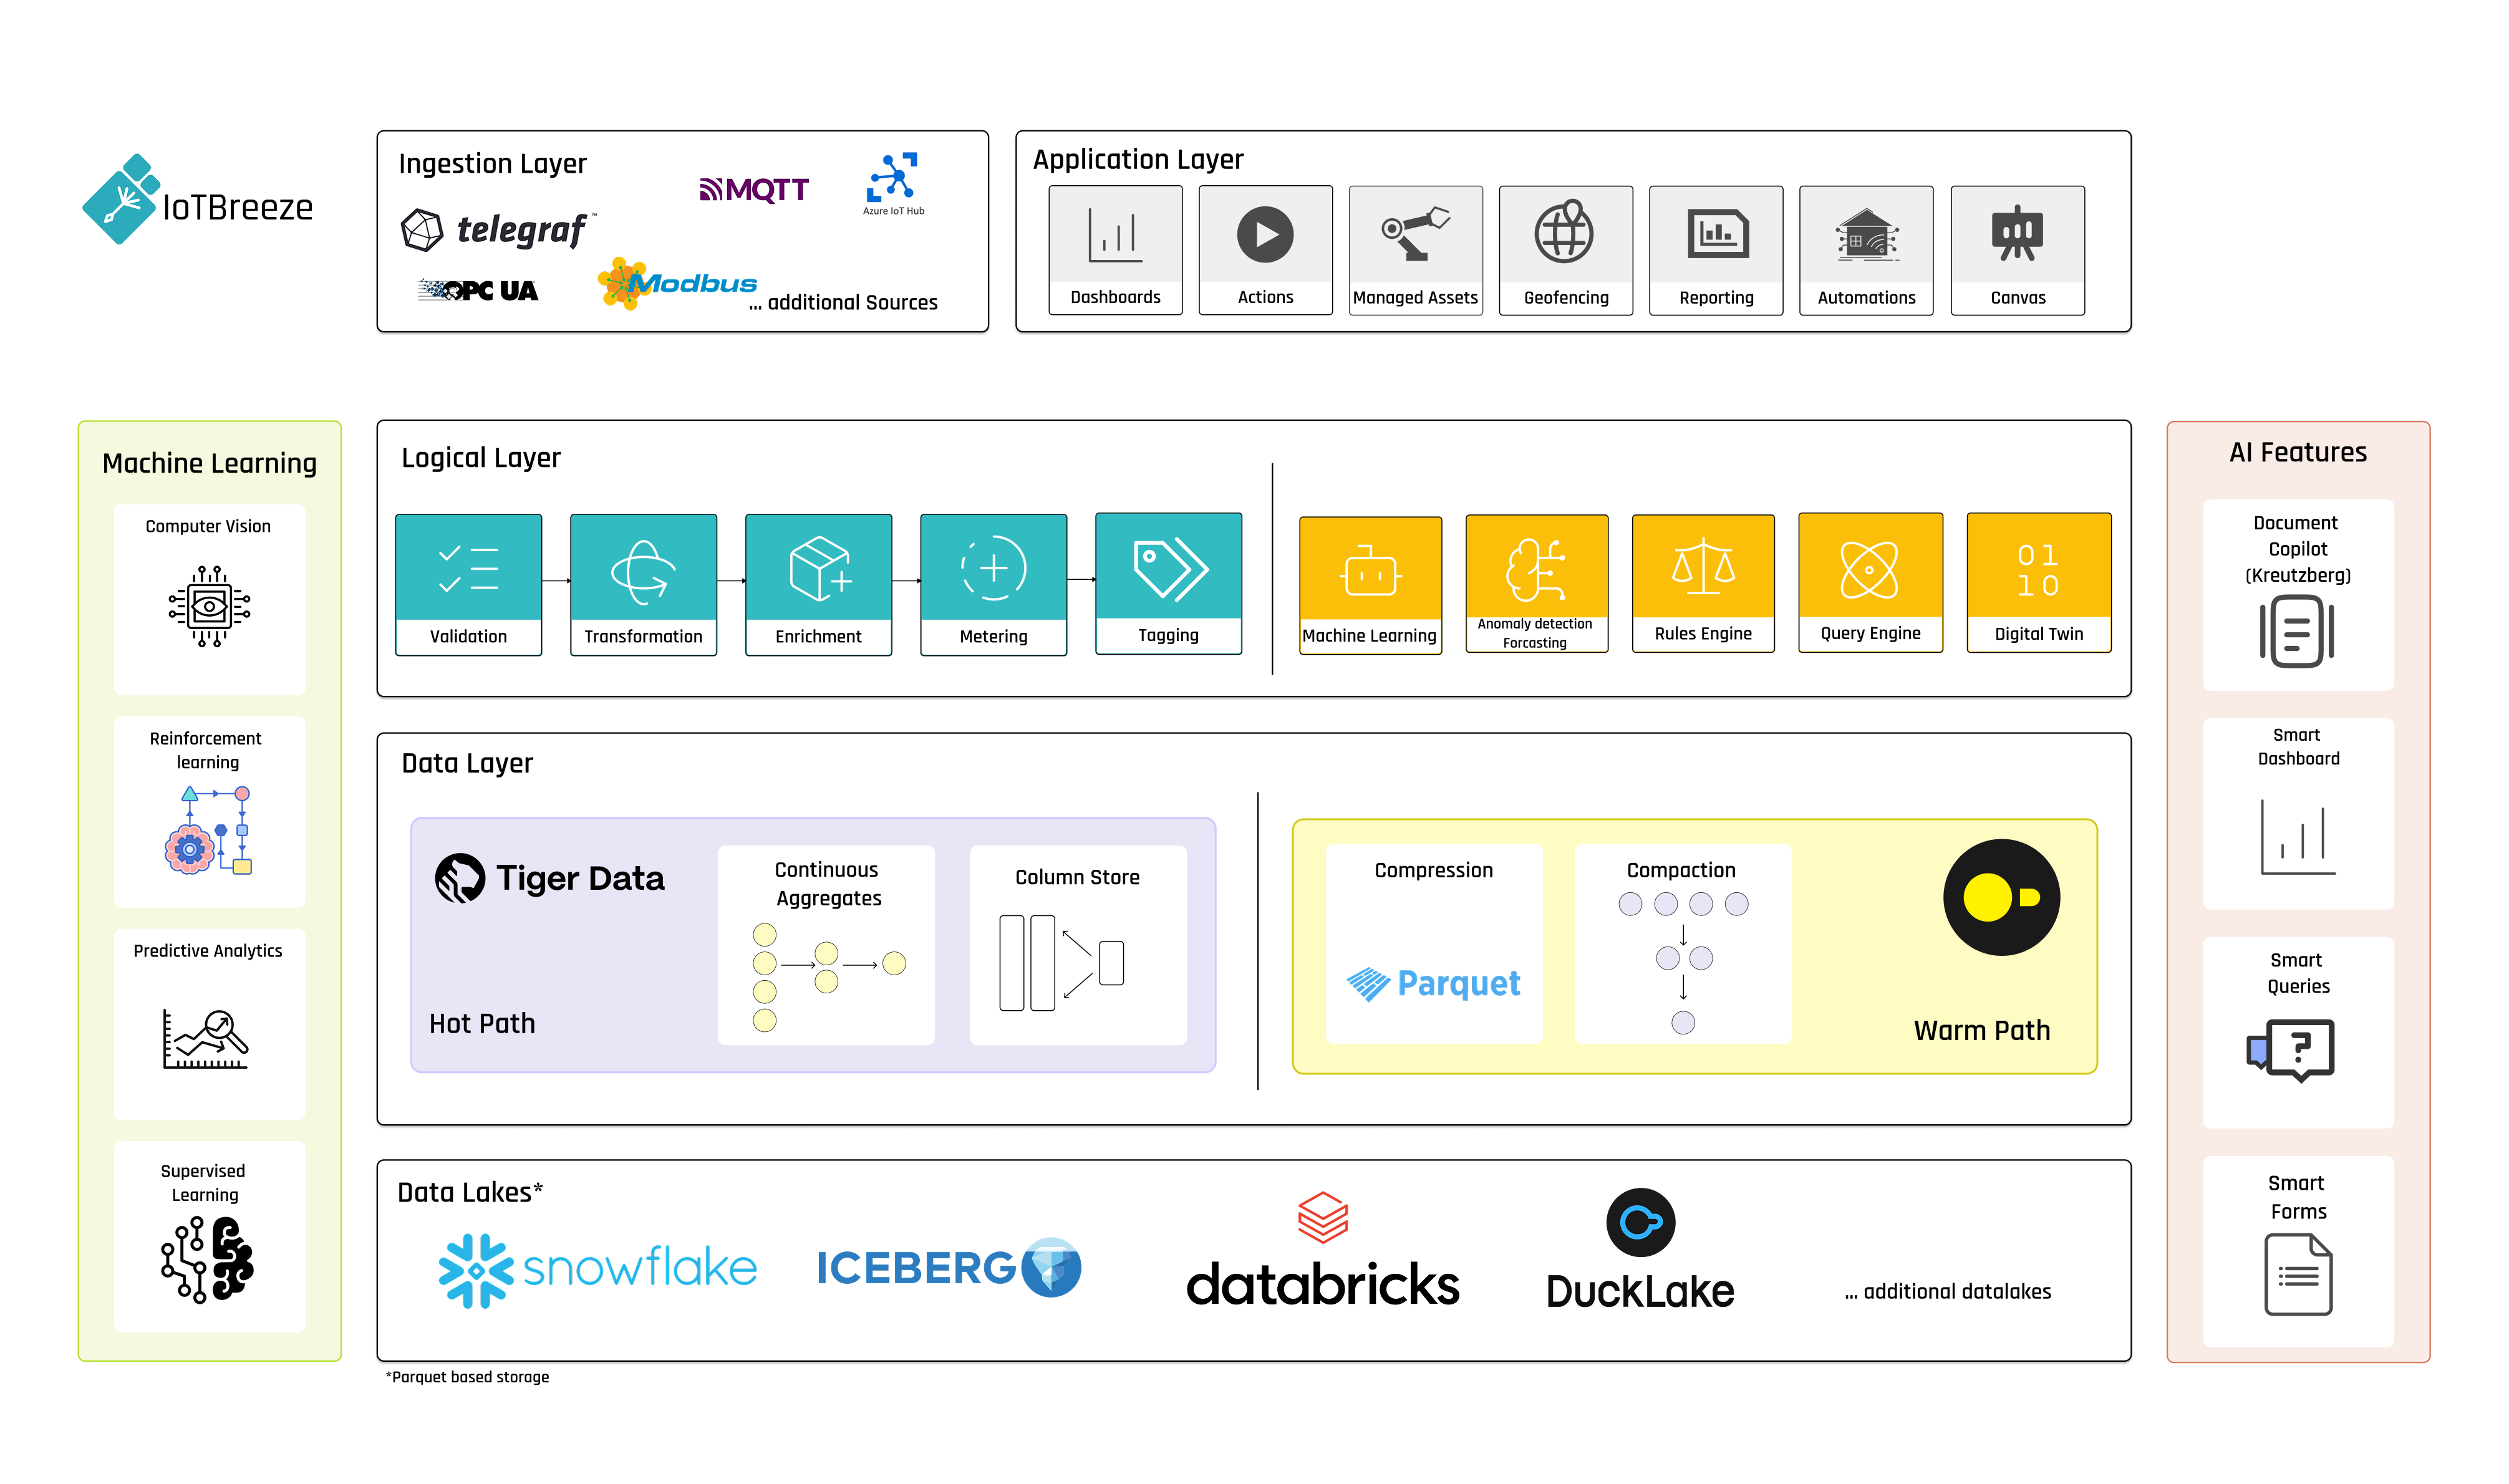 IoTBreeze
Ingestion Layer
MQTT
Azure IoT Hub
telegraf™
OPC UA
Modbus
... additional Sources
Application Layer
Dashboards
Actions
Managed Assets
Geofencing
Reporting
Automations
Canvas
Machine Learning
Computer Vision
Reinforcement
learning
Predictive Analytics
Supervised
Learning
Logical Layer
Validation
Transformation
Enrichment
Metering
Tagging
Machine Learning
Anomaly detection
Forcasting
Rules Engine
Query Engine
01
10
Digital Twin
Data Layer
Tiger Data
Hot Path
Continuous
Aggregates
Column Store
Compression
Parquet
Compaction
Warm Path
Data Lakes*
snowflake
ICEBERG
databricks
DuckLake
... additional datalakes
*Parquet based storage
AI Features
Document
Copilot
(Kreutzberg)
Smart
Dashboard
Smart
Queries
?
Smart
Forms